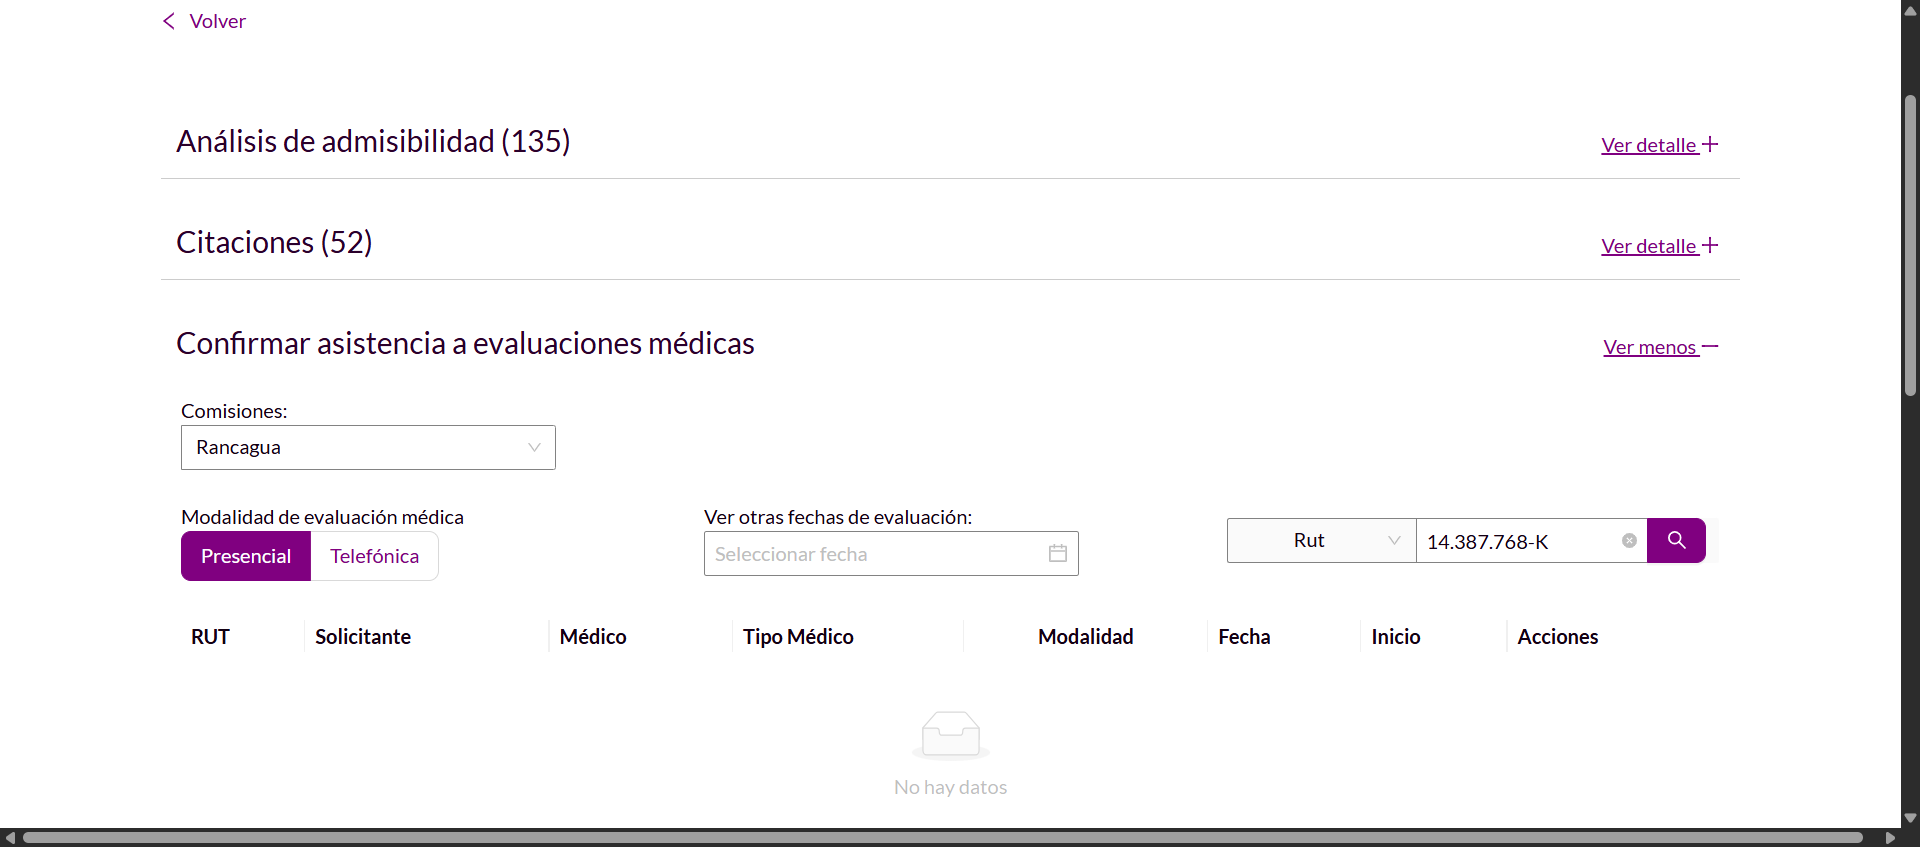 Volver
Análisis de admisibilidad (135)
Ver detalle
Citaciones (52)
Ver detalle
Confirmar asistencia a evaluaciones médicas
Ver menos
Comisiones:
Rancagua
Modalidad de evaluación médica
Presencial Telefónica
Ver otras fechas de evaluación:
Seleccionar fecha
Rut 14.387.768-K
RUT Solicitante Médico Tipo Médico Modalidad Fecha Inicio Acciones
No hay datos